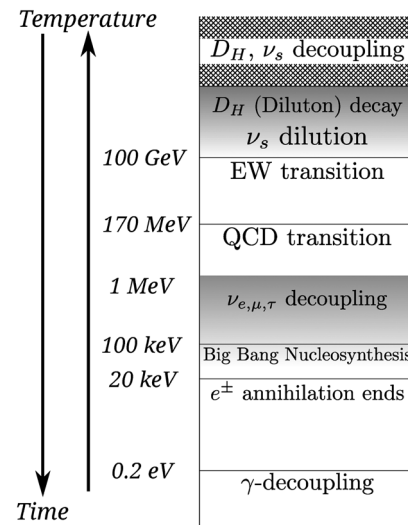 Temperature
D_H, ν_s decoupling
D_H (Diluton) decay
ν_s dilution
100 GeV
EW transition
170 MeV
QCD transition
1 MeV
ν_{e,μ,τ} decoupling
100 keV
Big Bang Nucleosynthesis
20 keV
e^± annihilation ends
0.2 eV
γ-decoupling
Time